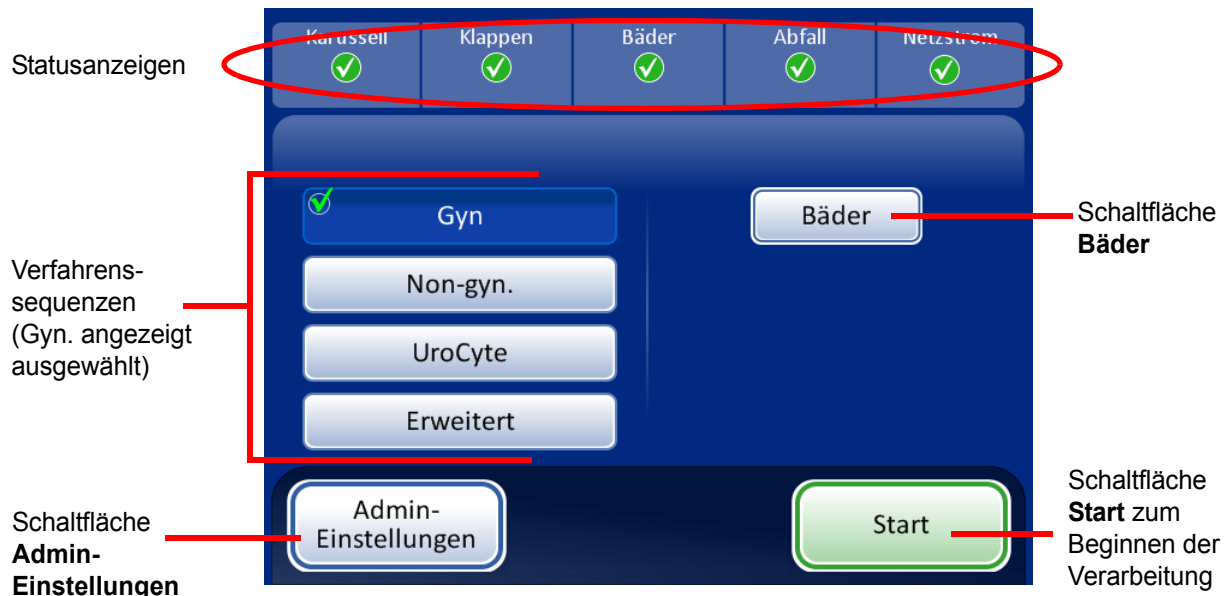 Statusanzeigen
Karussell
Klappen
Bäder
Abfall
Netzstrom
Gyn
Non-gyn.
UroCyte
Erweitert
Bäder
Schaltfläche
Bäder
Verfahrens-
sequenzen
(Gyn. angezeigt
ausgewählt)
Admin-
Einstellungen
Start
Schaltfläche
Admin-
Einstellungen
Schaltfläche
Start zum
Beginnen der
Verarbeitung